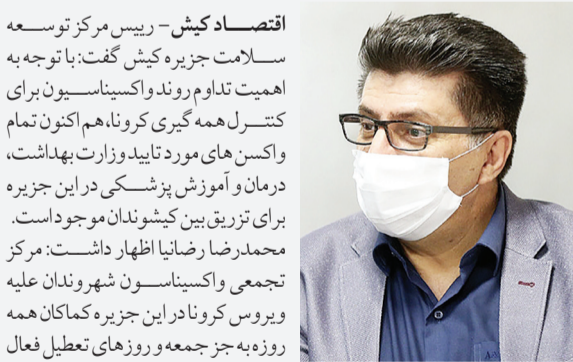 اقتصاد کیش- رییس مرکز توسعه
سلامت جزیره کیش گفت: با توجه به
اهمیت تداوم روند واکسیناسیون برای
کنترل همه گیری کرونا، هم اکنون تمام
واکسن های مورد تایید وزارت بهداشت،
درمان و آموزش پزشکی در این جزیره
برای تزریق بین کیشوندان موجود است.
محمدرضا رضانیا اظهار داشت: مرکز
تجمعی واکسیناسون شهروندان علیه
ویروس کرونا در این جزیره کماکان همه
روزه به جز جمعه و روزهای تعطیل فعال